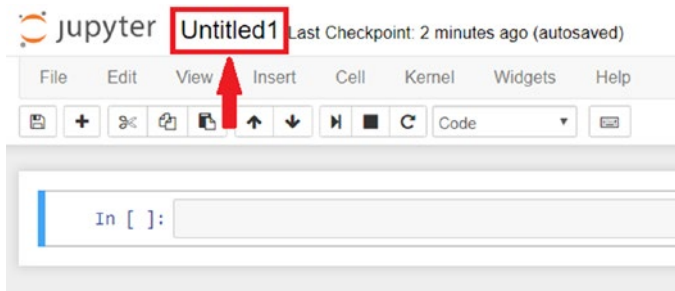 jupyter Untitled1 Last Checkpoint: 2 minutes ago (autosaved)
File Edit View Insert Cell Kernel Widgets Help
Code
In [ ]: